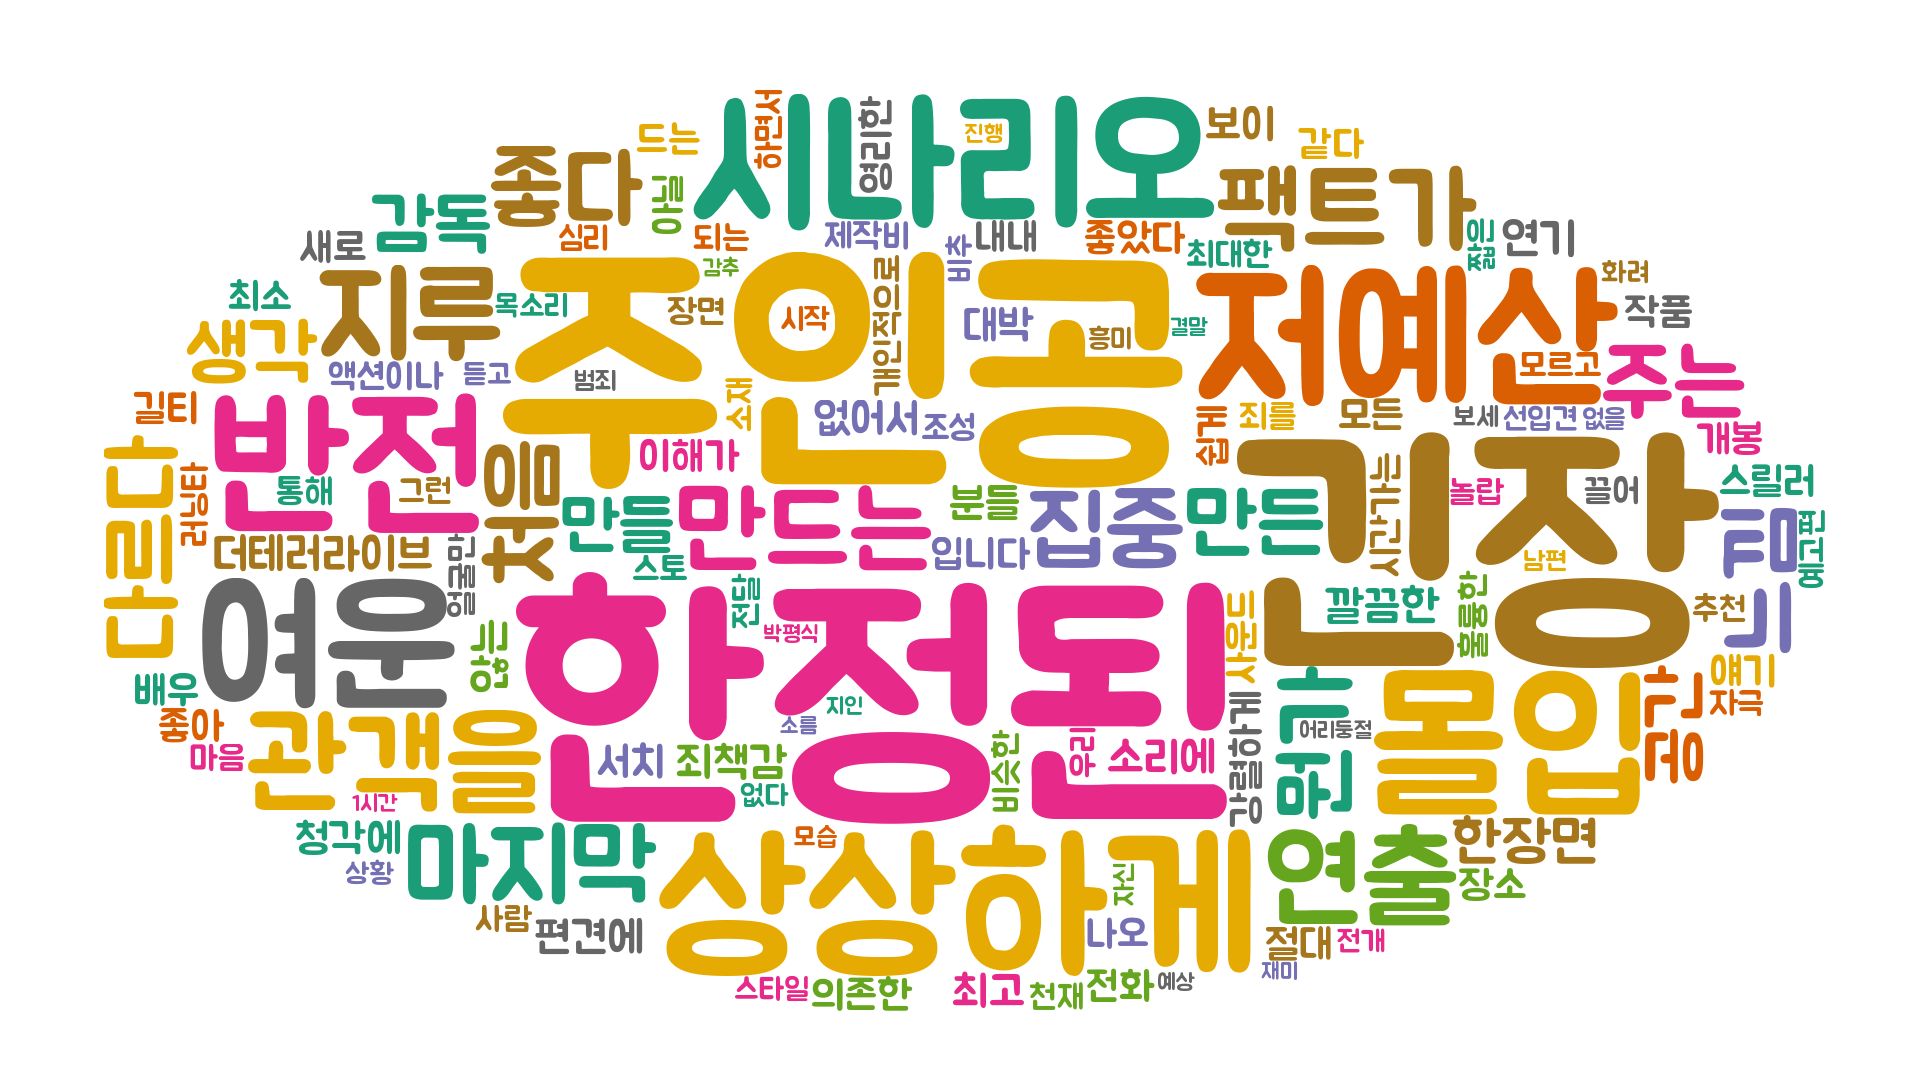 진행
시나리오
하면서
영리한
보이
드는
같다
좋다
오늘
팩트가
감독
새로
심리
되는
제작비
비추
내내
좋았다
최대한
짧은
연기
화려
감추
최소
목소리
장면
주인공
시작
개인적으로
대박
흥미
결말
저예산
작품
생각
지루
액션이나
듣고
범죄
소재
모르고
주는
길티
반전
없어서
조성
쉽게
죄를
모든
보세
선입견
없을
개봉
다린다
러닝타
통해
그런
처음
이해가
만들
만드는
분들
집중
만든
긴장
시간가는
놀랍
끌어
스릴러
예고편
더테러라이브
얼굴만
스토
입니다
남편
느낌
여운
한정된
전달
박평식
사운드
깔끔한
훌륭한
추천
하는
배우
좋아
마음
관객을
지인
소름
서치
죄책감
없다
비슷한
우리
소리에
강렬하게
어리둥절
몰입
얘기
자극
1시간
청각에
상황
마지막
모습
상상하게
자신
연출
한장면
장소
사람
편견에
나오
절대
전개
재미
스타일
의존한
최고
천재
전화
예상